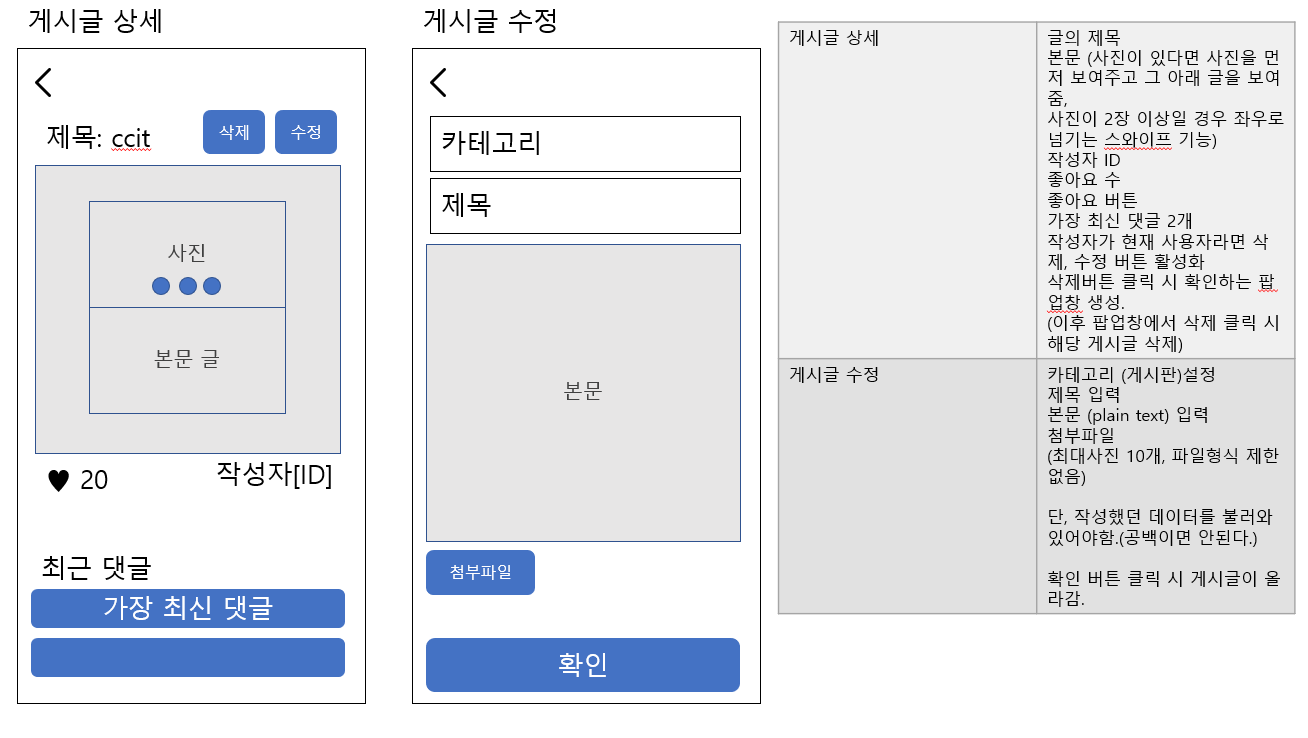 게시글 상세
제목: ccit
삭제
수정
사진
본문 글
20
작성자[ID]
최근 댓글
가장 최신 댓글
게시글 수정
카테고리
제목
본문
첨부파일
확인
게시글 상세
글의 제목
본문 (사진이 있다면 사진을 먼
저 보여주고 그 아래 글을 보여
줌,
사진이 2장 이상일 경우 좌우로
넘기는 스와이프 기능)
작성자 ID
좋아요 수
좋아요 버튼
가장 최신 댓글 2개
작성자가 현재 사용자라면 삭
제, 수정 버튼 활성화
삭제버튼 클릭 시 확인하는 팝
업창 생성.
(이후 팝업창에서 삭제 클릭 시
해당 게시글 삭제)
게시글 수정
카테고리 (게시판)설정
제목 입력
본문 (plain text) 입력
첨부파일
(최대사진 10개, 파일형식 제한
없음)
단, 작성했던 데이터를 불러와
있어야함.(공백이면 안된다.)
확인 버튼 클릭 시 게시글이 올
라감.